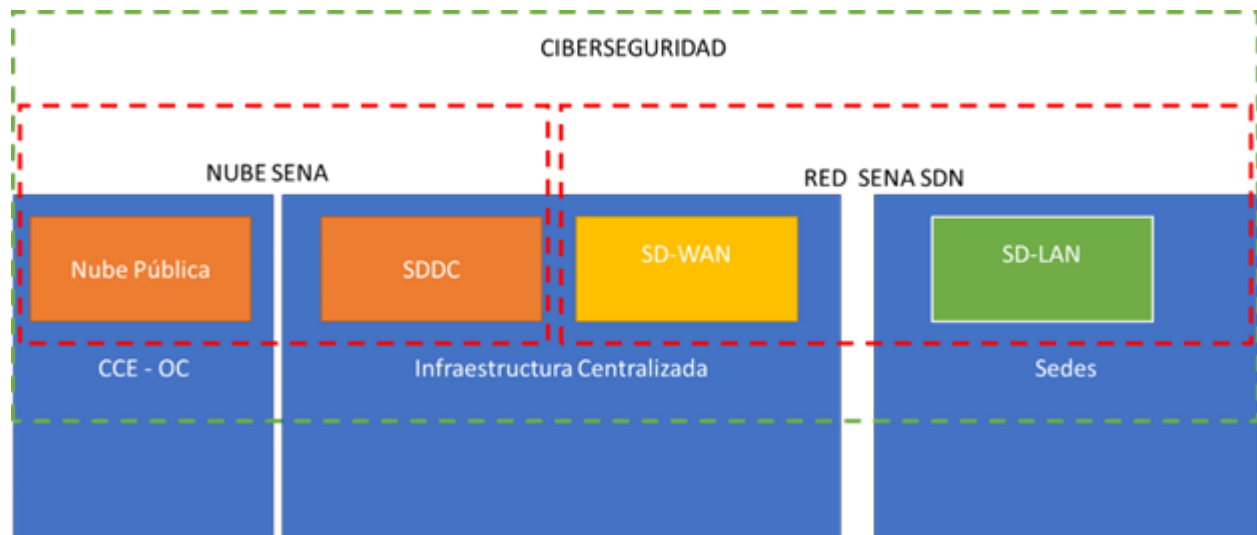 CIBERSEGURIDAD
NUBE SENA
RED SENA SDN
Nube Pública
SDDC
SD-WAN
SD-LAN
CCE - OC
Infraestructura Centralizada
Sedes